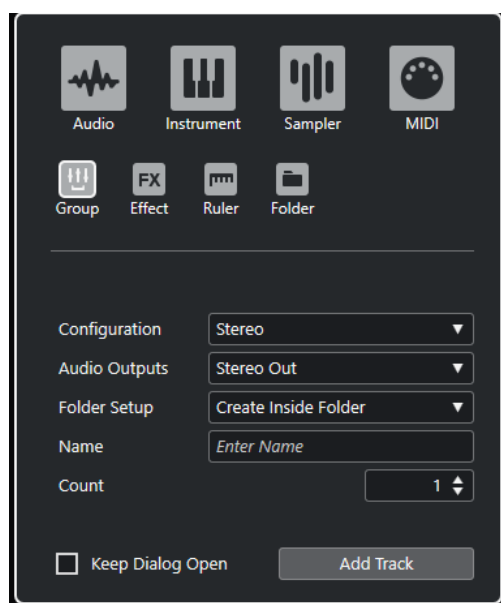 Audio Instrument Sampler MIDI
FX
Group Effect Ruler Folder
Configuration Stereo
Audio Outputs Stereo Out
Folder Setup Create Inside Folder
Name Enter Name
Count 1
Keep Dialog Open Add Track